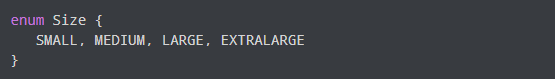 enum Size {
   SMALL, MEDIUM, LARGE, EXTRALARGE
}